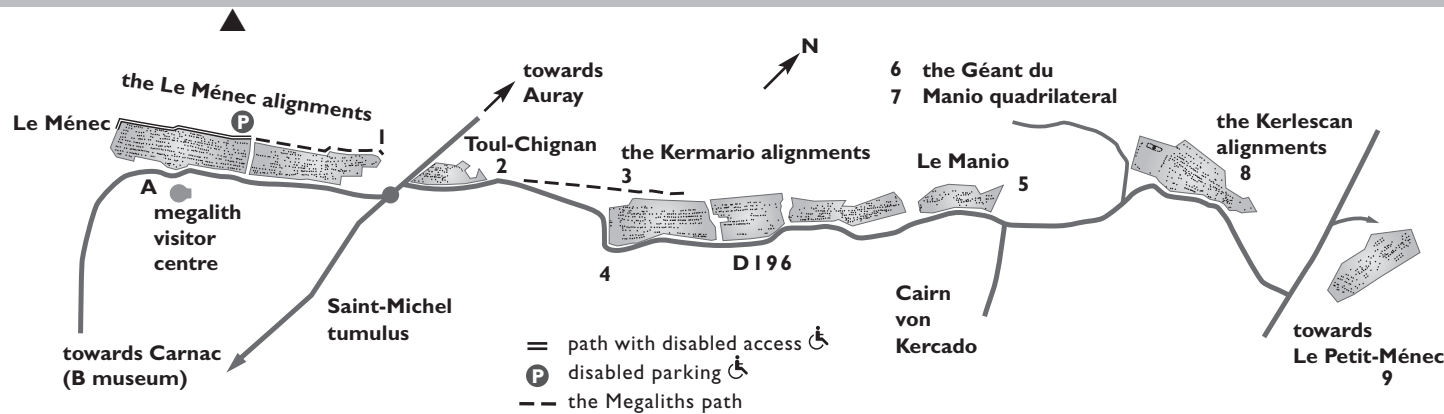 the Le Ménec alignments
Le Ménec
P
1
A
megalith
visitor
centre
towards Carnac
(B museum)
Saint-Michel
tumulus
towards
Auray
Toul-Chignan
2
the Kermario alignments
3
4
D196
N
6 the Géant du
7 Manio quadrilateral
Le Manio
5
Cairn
von
Kercado
the Kerlescan
alignments
8
towards
Le Petit-Ménec
9
path with disabled access
P disabled parking
the Megaliths path